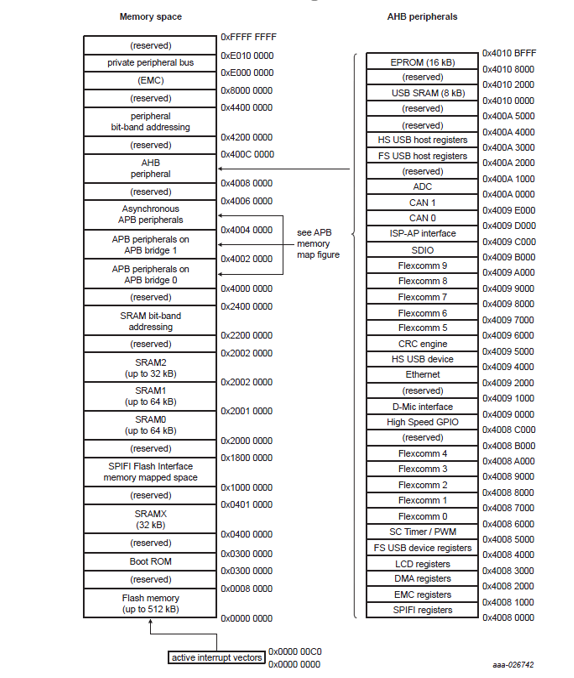 Memory space
0xFFFF FFFF
(reserved)
0xE010 0000
private peripheral bus
0xE000 0000
(EMC)
0x8000 0000
(reserved)
0x4400 0000
peripheral
bit-band addressing
0x4200 0000
(reserved)
0x400C 0000
AHB
peripheral
0x4008 0000
(reserved)
0x4006 0000
Asynchronous
APB peripherals
0x4004 0000
APB peripherals on
APB bridge 1
0x4002 0000
APB peripherals on
APB bridge 0
0x4000 0000
(reserved)
0x2400 0000
SRAM bit-band
addressing
0x2200 0000
(reserved)
0x2002 0000
SRAM2
(up to 32 kB)
0x2002 0000
SRAM1
(up to 64 kB)
0x2001 0000
SRAM0
(up to 64 kB)
0x2000 0000
(reserved)
0x1800 0000
SPIFI Flash Interface
memory mapped space
0x1000 0000
(reserved)
0x0401 0000
SRAMX
(32 kB)
0x0400 0000
(reserved)
0x0300 0000
Boot ROM
0x0300 0000
(reserved)
0x0008 0000
Flash memory
(up to 512 kB)
0x0000 0000
active interrupt vectors
0x0000 00C0
0x0000 0000
see APB
memory
map figure
AHB peripherals
0x4010 BFFF
EPROM (16 kB)
0x4010 8000
(reserved)
0x4010 2000
USB SRAM (8 kB)
0x4010 0000
(reserved)
0x400A 5000
(reserved)
0x400A 4000
HS USB host registers
0x400A 3000
FS USB host registers
0x400A 2000
(reserved)
0x400A 1000
ADC
0x400A 0000
CAN 1
0x4009 E000
CAN 0
0x4009 D000
ISP-AP interface
0x4009 C000
SDIO
0x4009 B000
Flexcomm 9
0x4009 A000
Flexcomm 8
0x4009 9000
Flexcomm 7
0x4009 8000
Flexcomm 6
0x4009 7000
Flexcomm 5
0x4009 6000
CRC engine
0x4009 5000
HS USB device
0x4009 4000
Ethernet
0x4009 2000
(reserved)
0x4009 1000
D-Mic interface
0x4009 0000
High Speed GPIO
0x4008 C000
(reserved)
0x4008 B000
Flexcomm 4
0x4008 A000
Flexcomm 3
0x4008 9000
Flexcomm 2
0x4008 8000
Flexcomm 1
0x4008 7000
Flexcomm 0
0x4008 6000
SC Timer / PWM
0x4008 5000
FS USB device registers
0x4008 4000
LCD registers
0x4008 3000
DMA registers
0x4008 2000
EMC registers
0x4008 1000
SPIFI registers
0x4008 0000
aaa-026742